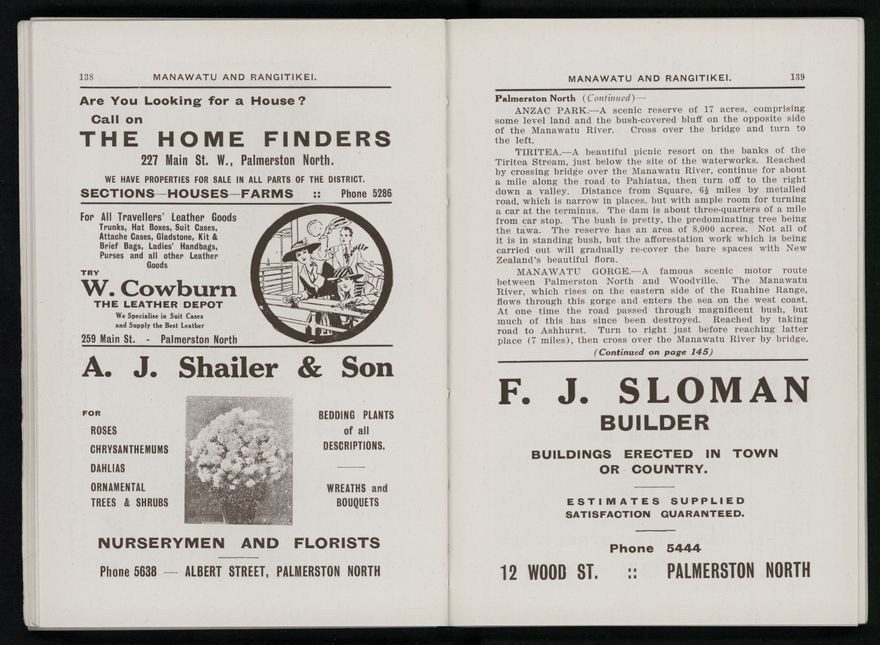 138 MANAWATU AND RANGITIKEI.
Are You Looking for a House?
Call on
THE HOME FINDERS
227 Main St. W., Palmerston North.
WE HAVE PROPERTIES FOR SALE IN ALL PARTS OF THE DISTRICT.
SECTIONS—HOUSES—FARMS :: Phone 5286
For All Travellers' Leather Goods
Trunks, Hat Boxes, Suit Cases,
Attache Cases, Gladstone, Kit &
Brief Bags, Ladies' Handbags,
Purses and all other Leather
Goods
TRY
W. Cowburn
THE LEATHER DEPOT
We Specialise in Suit Cases
and Supply the Best Leather
259 Main St. - Palmerston North
A. J. Shailer & Son
FOR
ROSES
CHRYSANTHEMUMS
DAHLIAS
ORNAMENTAL
TREES & SHRUBS
BEDDING PLANTS
of all
DESCRIPTIONS.
WREATHS and
BOUQUETS
NURSERYMEN AND FLORISTS
Phone 5638 — ALBERT STREET, PALMERSTON NORTH
MANAWATU AND RANGITIKEI. 139
Palmerston North (Continued)—
ANZAC PARK.—A scenic reserve of 17 acres, comprising
some level land and the bush-covered bluff on the opposite side
of the Manawatu River. Cross over the bridge and turn to
the left.
TIRITEA.—A beautiful picnic resort on the banks of the
Tiritea Stream, just below the site of the waterworks. Reached
by crossing bridge over the Manawatu River, continue for about
a mile along the road to Pahiatua, then turn off to the right
down a valley. Distance from Square, 6½ miles by metalled
road, which is narrow in places, but with ample room for turning
a car at the terminus. The dam is about three-quarters of a mile
from car stop. The bush is pretty, the predominating tree being
the tawa. The reserve has an area of 8,000 acres. Not all of
it is in standing bush, but the afforestation work which is being
carried out will gradually re-cover the bare spaces with New
Zealand's beautiful flora.
MANAWATU GORGE.—A famous scenic motor route
between Palmerston North and Woodville. The Manawatu
River, which rises on the eastern side of the Ruahine Range,
flows through this gorge and enters the sea on the west coast.
At one time the road passed through magnificent bush, but
much of this has since been destroyed. Reached by taking
road to Ashhurst. Turn to right just before reaching latter
place (7 miles), then cross over the Manawatu River by bridge.
(Continued on page 145)
F. J. SLOMAN
BUILDER
BUILDINGS ERECTED IN TOWN
OR COUNTRY.
ESTIMATES SUPPLIED
SATISFACTION GUARANTEED.
Phone 5444
12 WOOD ST. :: PALMERSTON NORTH